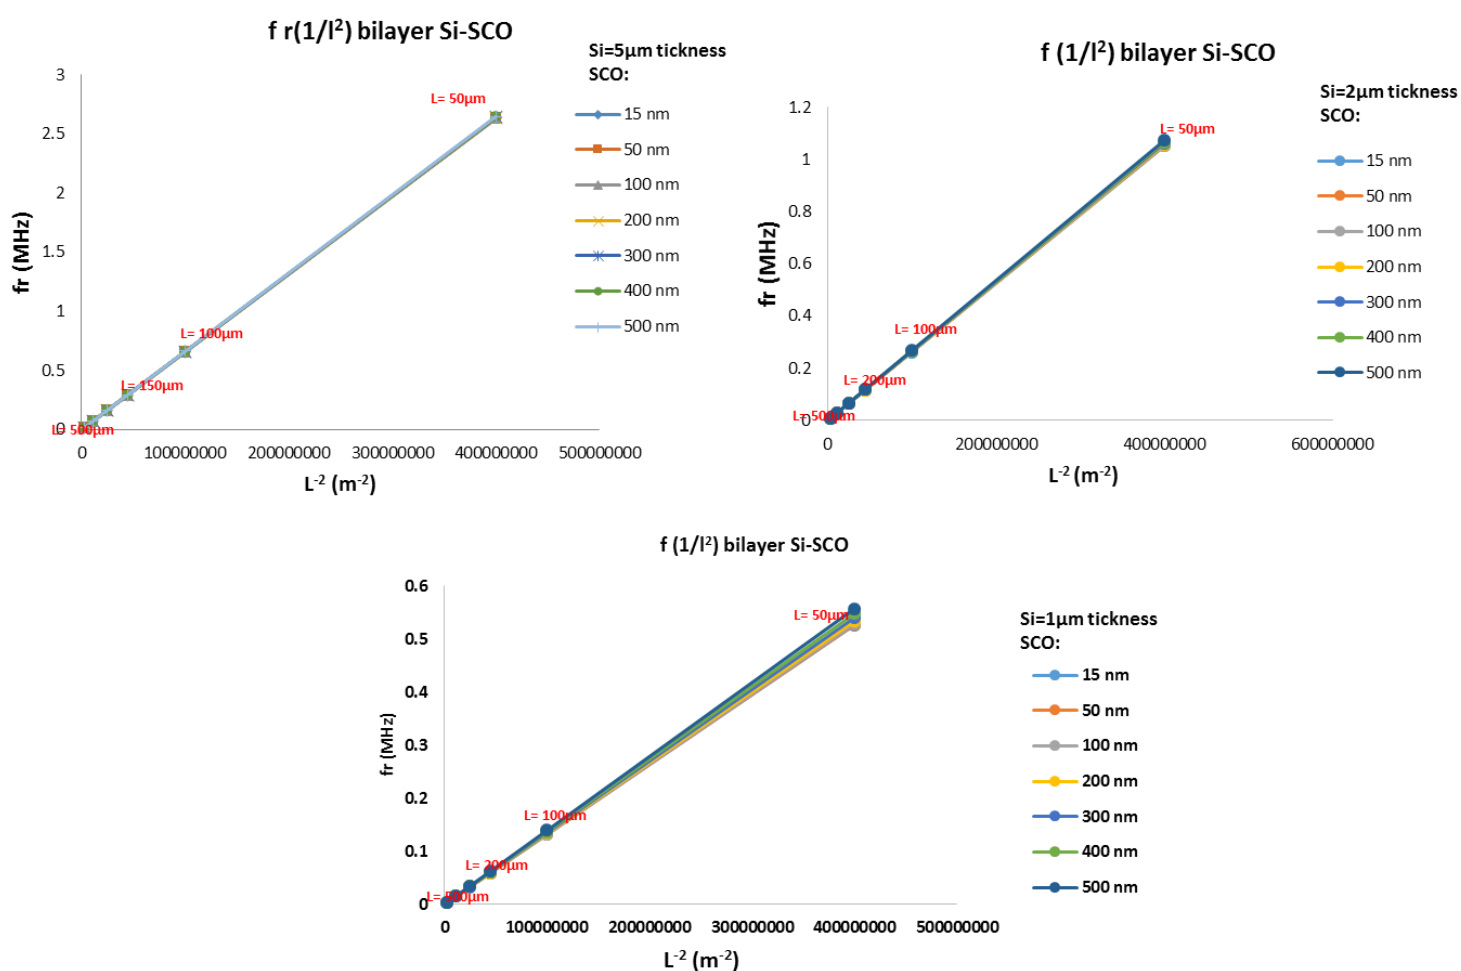 f r(1/l²) bilayer Si-SCO
Si=5µm tickness
SCO:
15 nm
50 nm
100 nm
200 nm
300 nm
400 nm
500 nm
fr (MHz)
3
2.5
2
1.5
1
0.5
0
L= 50µm
L= 100µm
L= 150µm
L= 500µm
0
100000000
200000000
300000000
400000000
500000000
L⁻² (m⁻²)
f (1/l²) bilayer Si-SCO
Si=2µm tickness
SCO:
15 nm
50 nm
100 nm
200 nm
300 nm
400 nm
500 nm
fr (MHz)
1.2
1
0.8
0.6
0.4
0.2
0
L= 50µm
L= 100µm
L= 200µm
L= 500µm
0
200000000
400000000
600000000
L⁻² (m⁻²)
f (1/l²) bilayer Si-SCO
Si=1µm tickness
SCO:
15 nm
50 nm
100 nm
200 nm
300 nm
400 nm
500 nm
fr (MHz)
0.6
0.5
0.4
0.3
0.2
0.1
0
L= 50µm
L= 100µm
L= 200µm
L= 500µm
0
100000000
200000000
300000000
400000000
500000000
L⁻² (m⁻²)